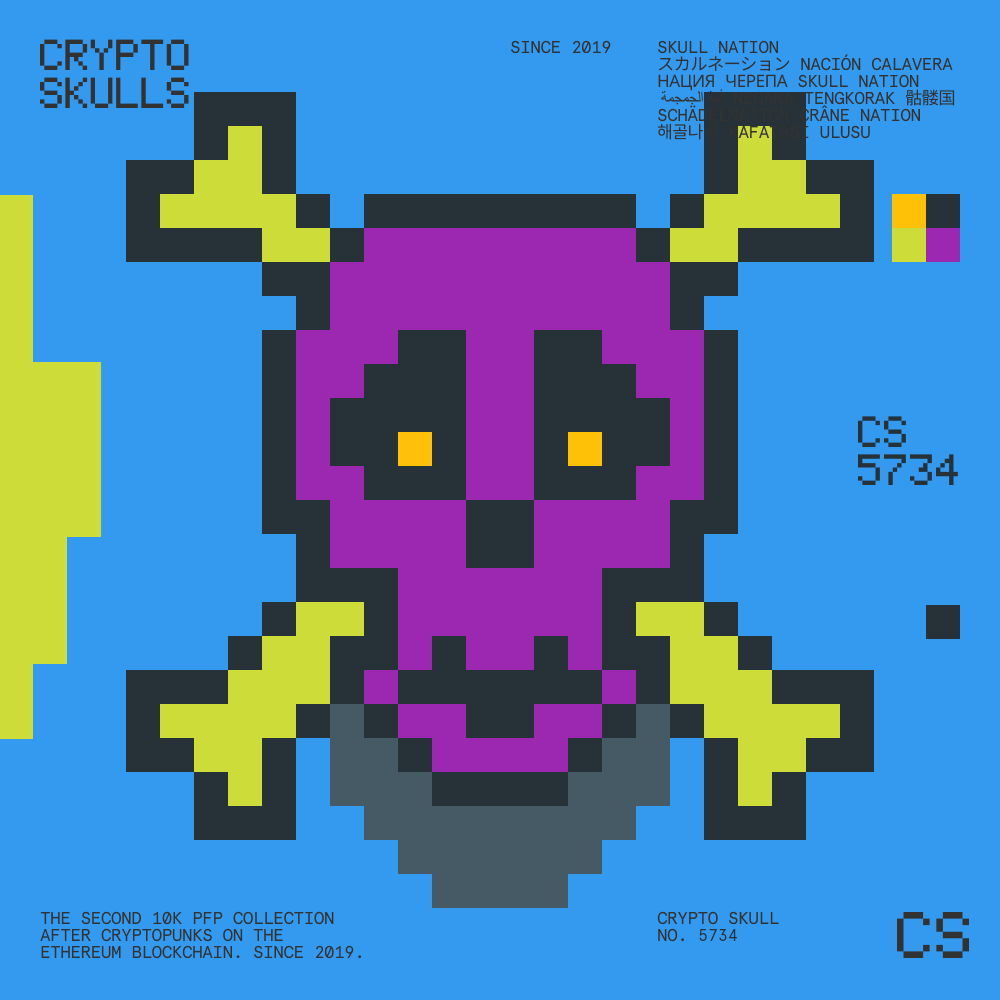 CRYPTO
SKULLS
SINCE 2019
SKULL NATION
スカルネーション NACIÓN CALAVERA
НАЦИЯ ЧЕРЕПА SKULL NATION
TENGKORAK 骷髅国
CRÂNE NATION
ULUSU
CS
5734
THE SECOND 10K PFP COLLECTION
AFTER CRYPTOPUNKS ON THE
ETHEREUM BLOCKCHAIN. SINCE 2019.
CRYPTO SKULL
NO. 5734
CS